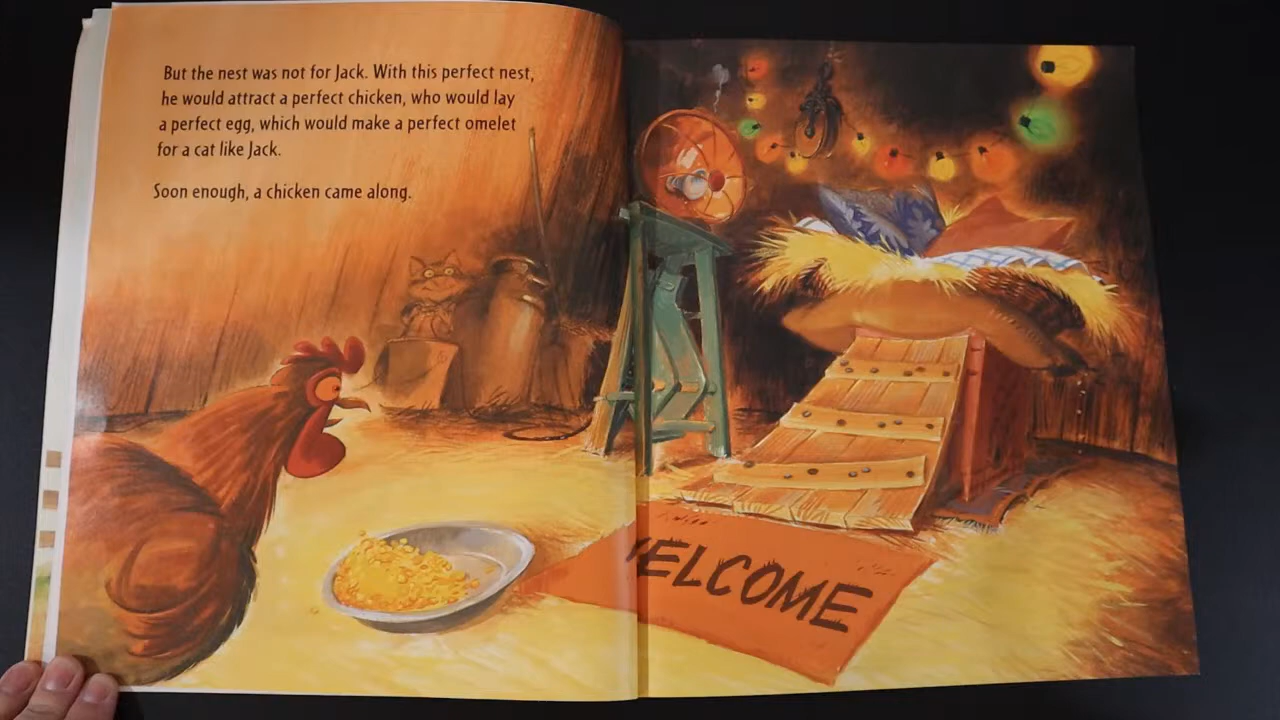 But the nest was not for Jack. With this perfect nest,
he would attract a perfect chicken, who would lay
a perfect egg, which would make a perfect omelet
for a cat like Jack.
Soon enough, a chicken came along.
WELCOME